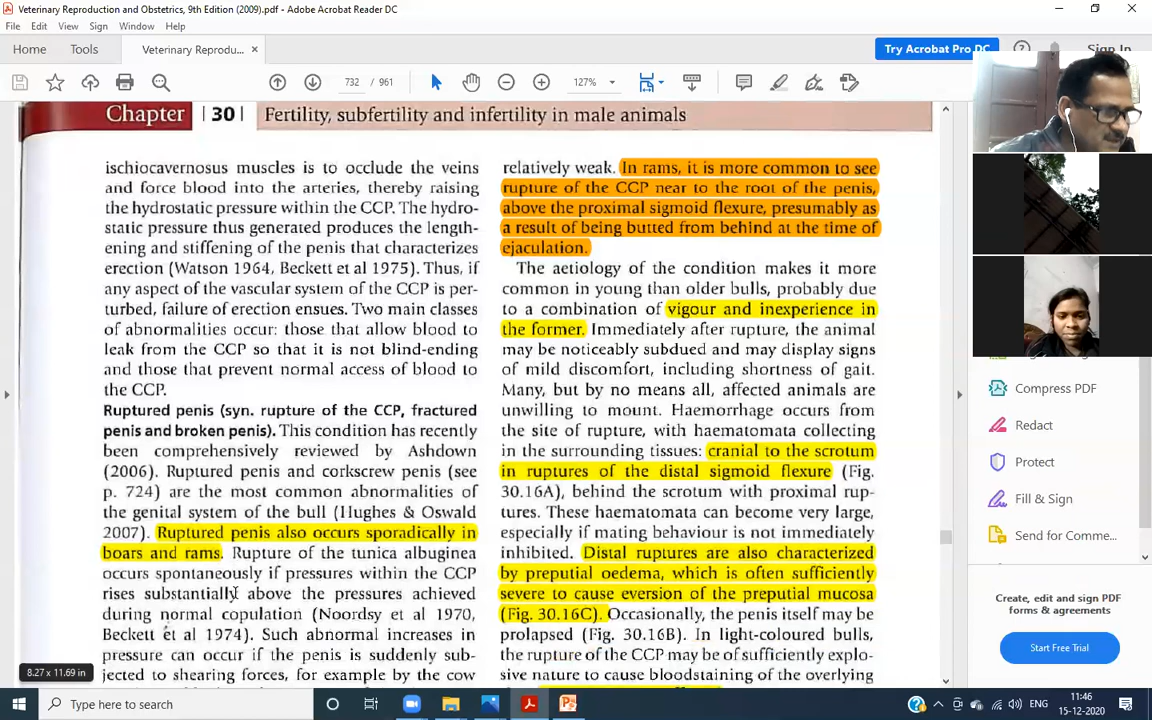 Veterinary Reproduction and Obstetrics, 9th Edition (2009).pdf - Adobe Acrobat Reader DC
File Edit View Sign Window Help
Home Tools Veterinary Reprodu... × Try Acrobat Pro DC Sign In
732 / 961 127%
Chapter | 30 | Fertility, subfertility and infertility in male animals
ischiocavernosus muscles is to occlude the veins
and force blood into the arteries, thereby raising
the hydrostatic pressure within the CCP. The hydro-
static pressure thus generated produces the length-
ening and stiffening of the penis that characterizes
erection (Watson 1964, Beckett et al 1975). Thus, if
any aspect of the vascular system of the CCP is per-
turbed, failure of erection ensues. Two main classes
of abnormalities occur: those that allow blood to
leak from the CCP so that it is not blind-ending
and those that prevent normal access of blood to
the CCP.
Ruptured penis (syn. rupture of the CCP, fractured
penis and broken penis). This condition has recently
been comprehensively reviewed by Ashdown
(2006). Ruptured penis and corkscrew penis (see
p. 724) are the most common abnormalities of
the genital system of the bull (Hughes & Oswald
2007). Ruptured penis also occurs sporadically in
boars and rams. Rupture of the tunica albuginea
occurs spontaneously if pressures within the CCP
rises substantially above the pressures achieved
during normal copulation (Noordsy et al 1970,
Beckett et al 1974). Such abnormal increases in
pressure can occur if the penis is suddenly sub-
jected to shearing forces, for example by the cow
relatively weak. In rams, it is more common to see
rupture of the CCP near to the root of the penis,
above the proximal sigmoid flexure, presumably as
a result of being butted from behind at the time of
ejaculation.
The aetiology of the condition makes it more
common in young than older bulls, probably due
to a combination of vigour and inexperience in
the former. Immediately after rupture, the animal
may be noticeably subdued and may display signs
of mild discomfort, including shortness of gait.
Many, but by no means all, affected animals are
unwilling to mount. Haemorrhage occurs from
the site of rupture, with haematomata collecting
in the surrounding tissues: cranial to the scrotum
in ruptures of the distal sigmoid flexure (Fig.
30.16A), behind the scrotum with proximal rup-
tures. These haematomata can become very large,
especially if mating behaviour is not immediately
inhibited. Distal ruptures are also characterized
by preputial oedema, which is often sufficiently
severe to cause eversion of the preputial mucosa
(Fig. 30.16C). Occasionally, the penis itself may be
prolapsed (Fig. 30.16B). In light-coloured bulls,
the rupture of the CCP may be of sufficiently explo-
sive nature to cause bloodstaining of the overlying
Compress PDF
Redact
Protect
Fill & Sign
Send for Comme...
Create, edit and sign PDF
forms & agreements
Start Free Trial
8.27 x 11.69 in
Type here to search
ENG
11:46
15-12-2020